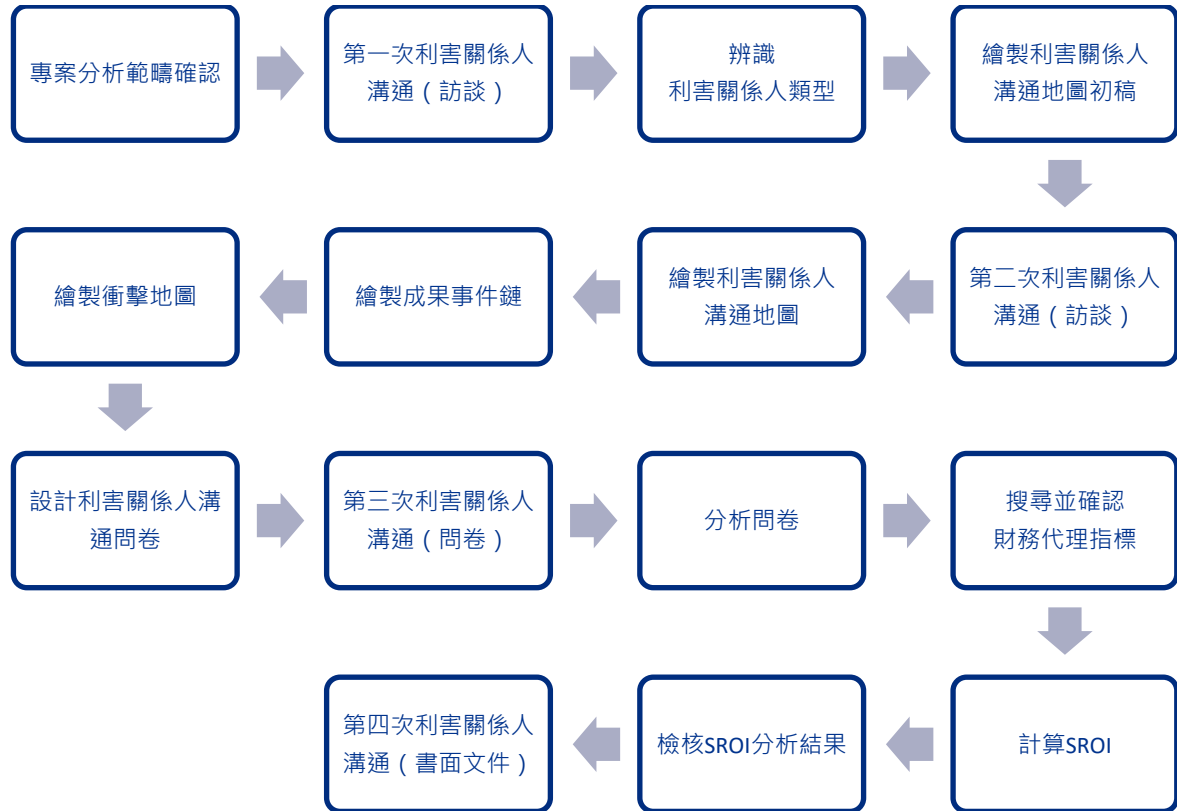 專案分析範疇確認
第一次利害關係人
溝通（訪談）
辨識
利害關係人類型
繪製利害關係人
溝通地圖初稿
第二次利害關係人
溝通（訪談）
繪製利害關係人
溝通地圖
繪製成果事件鏈
繪製衝擊地圖
設計利害關係人溝
通問卷
第三次利害關係人
溝通（問卷）
分析問卷
搜尋並確認
財務代理指標
計算SROI
檢核SROI分析結果
第四次利害關係人
溝通（書面文件）